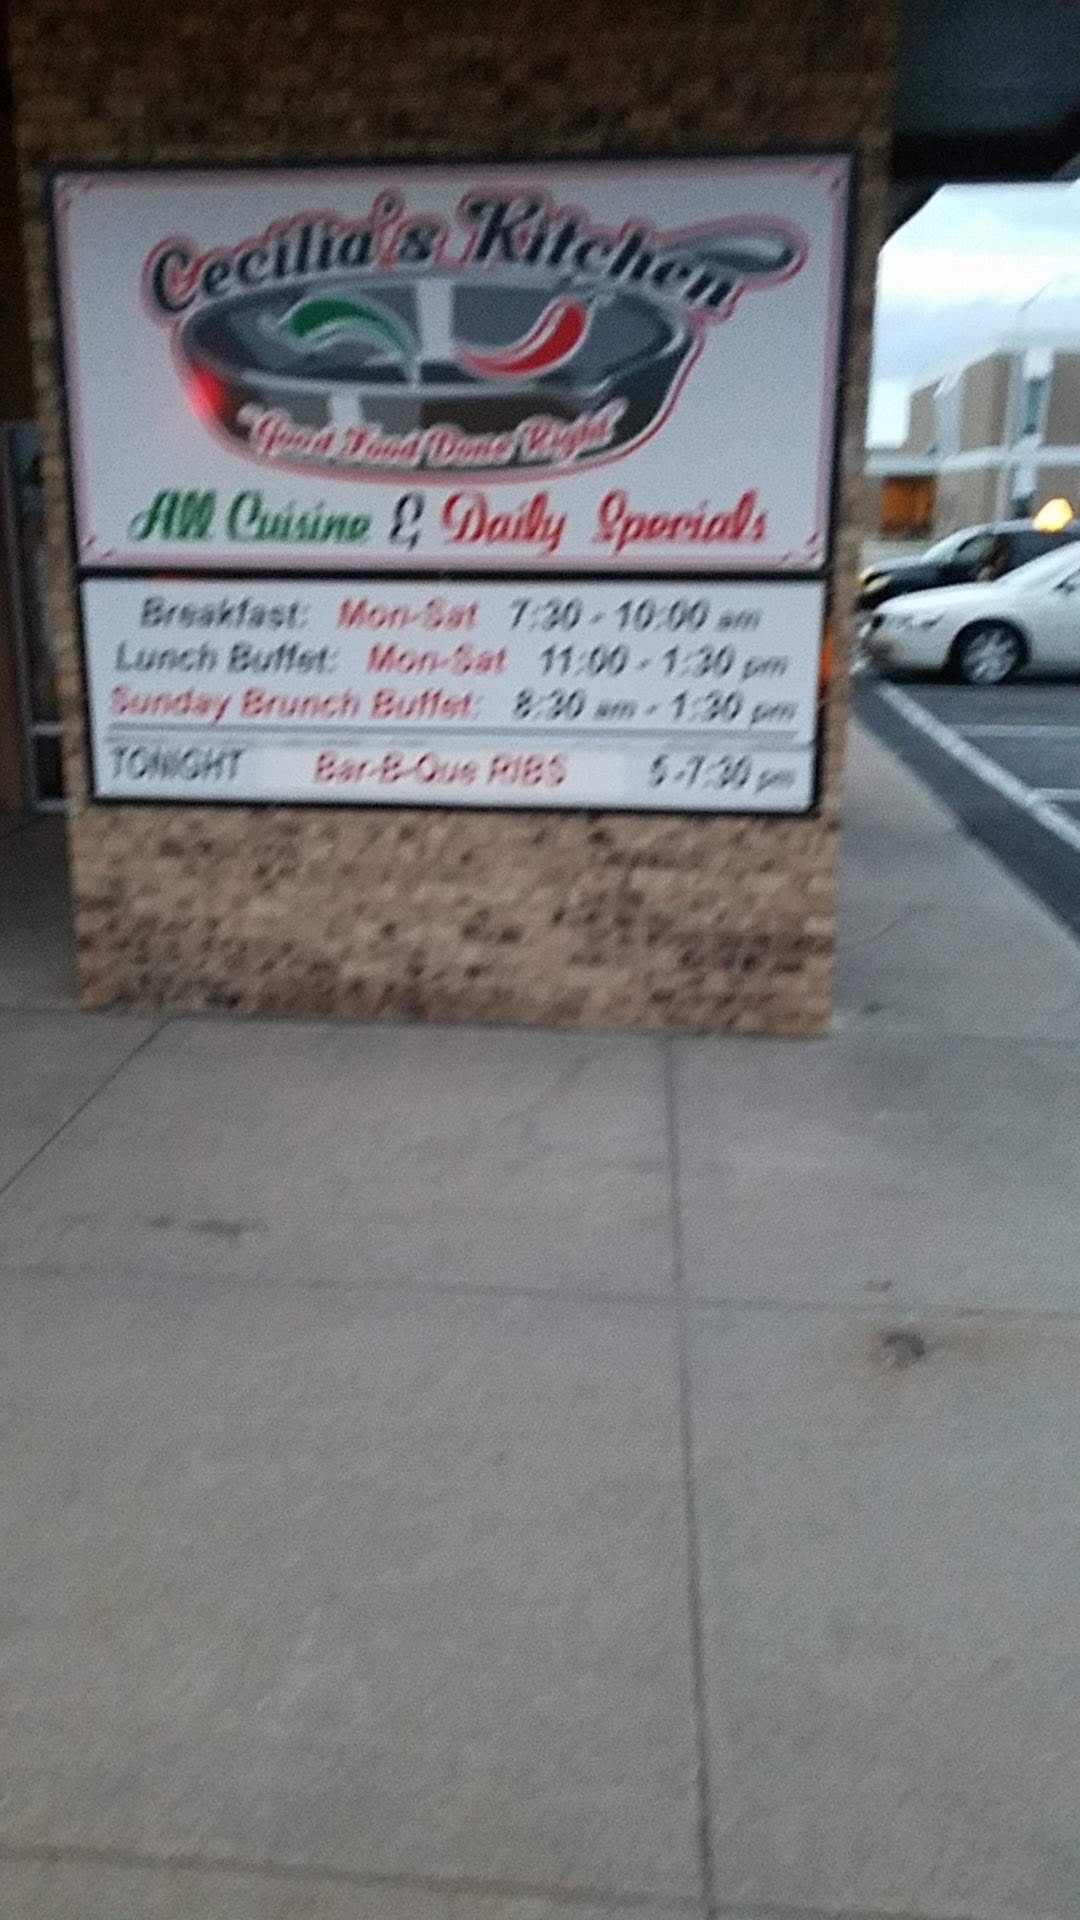 Cecilia's Kitchen
"Good Food Done Right"
All Cuisine & Daily Specials
Breakfast: Mon-Sat 7:30 - 10:00 am
Lunch Buffet: Mon-Sat 11:00 - 1:30 pm
Sunday Brunch Buffet: 8:30 am - 1:30 pm
TONIGHT Bar-B-Que RIBS 5-7:30 pm